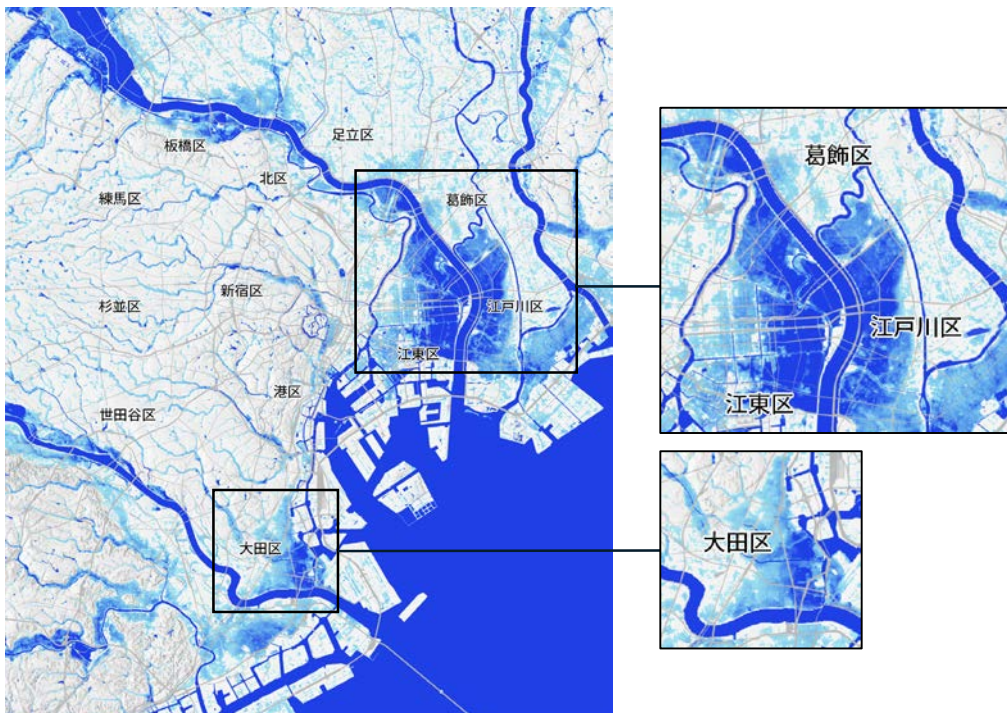 足立区
板橋区
北区
練馬区
葛飾区
新宿区
杉並区
江戸川区
江東区
港区
世田谷区
大田区
葛飾区
江戸川区
江東区
大田区